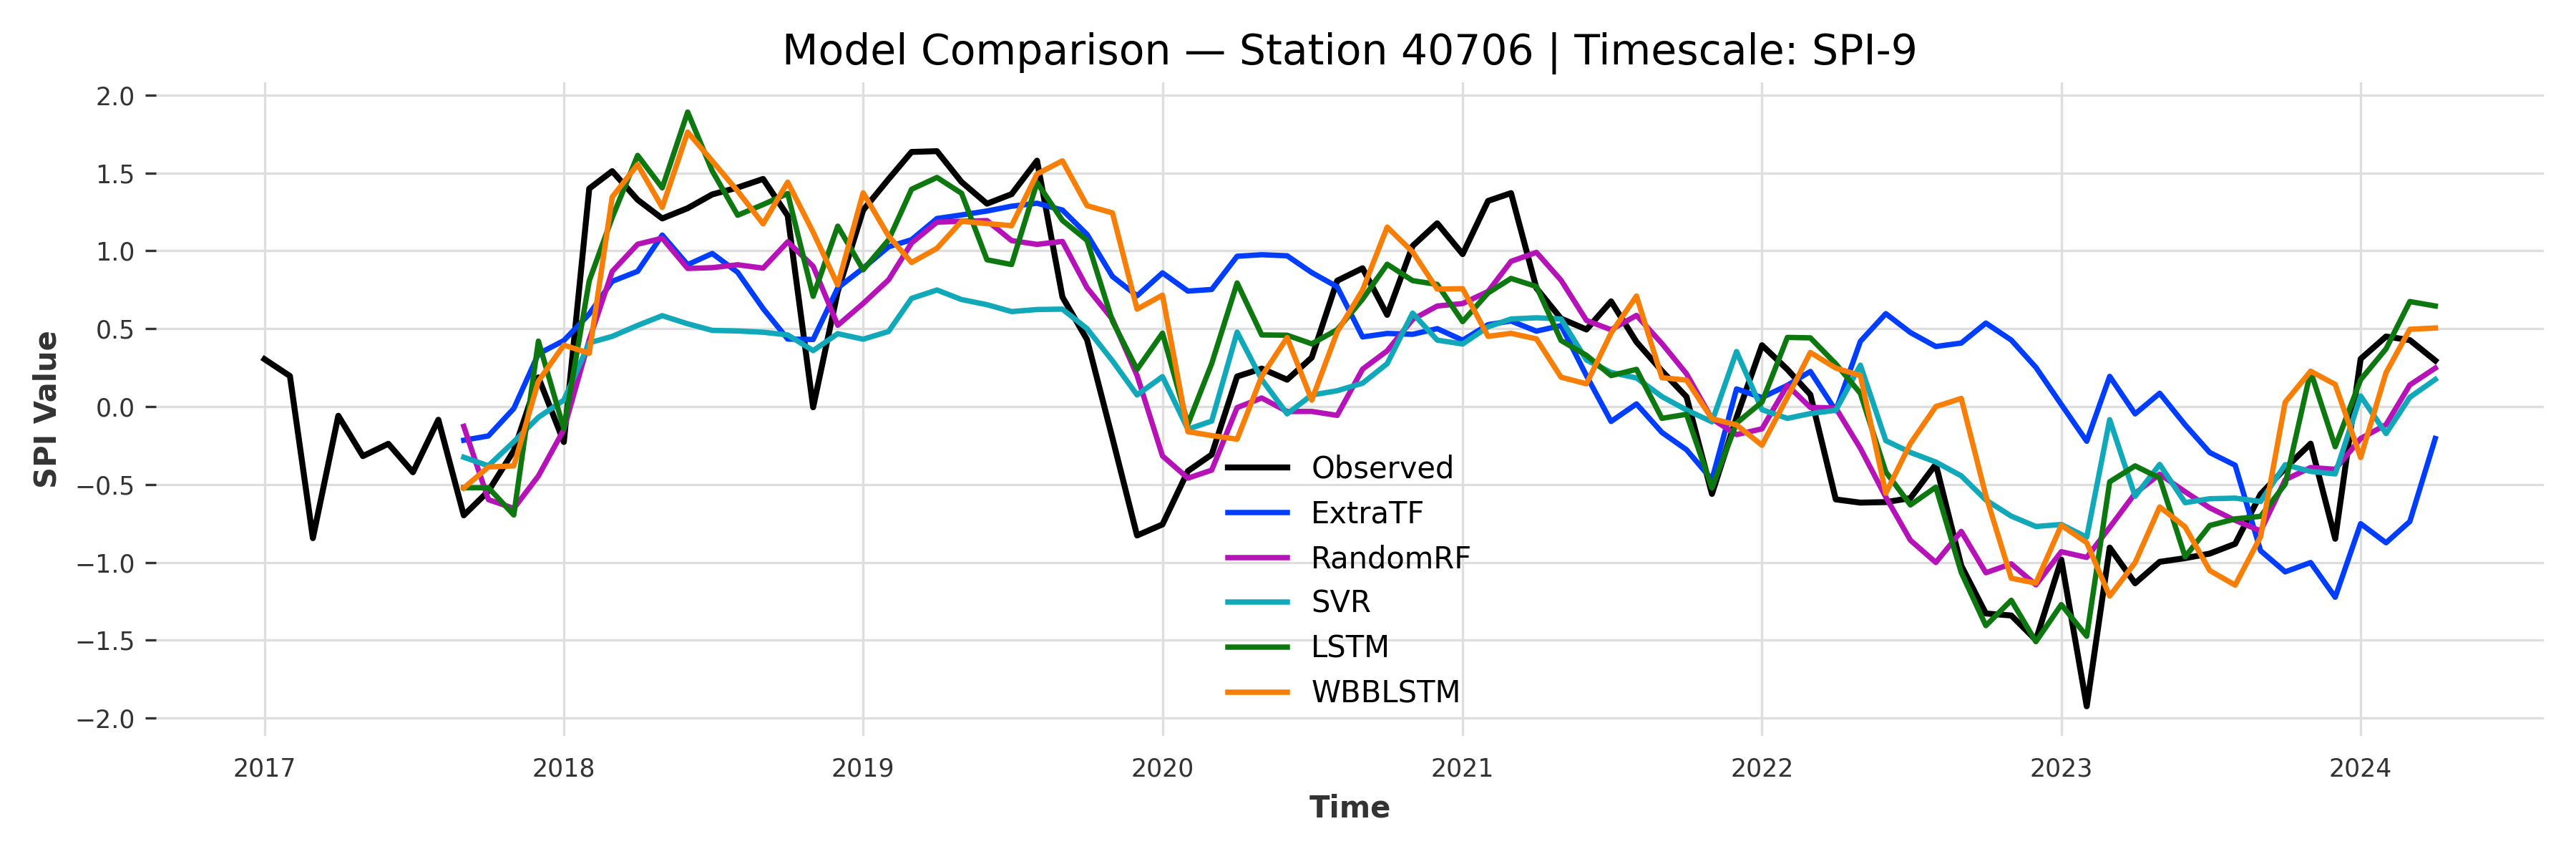 Model Comparison — Station 40706 | Timescale: SPI-9
SPI Value
2.0
1.5
1.0
0.5
0.0
−0.5
−1.0
−1.5
−2.0
Observed
ExtraTF
RandomRF
SVR
LSTM
WBBLSTM
2017 2018 2019 2020 2021 2022 2023 2024
Time